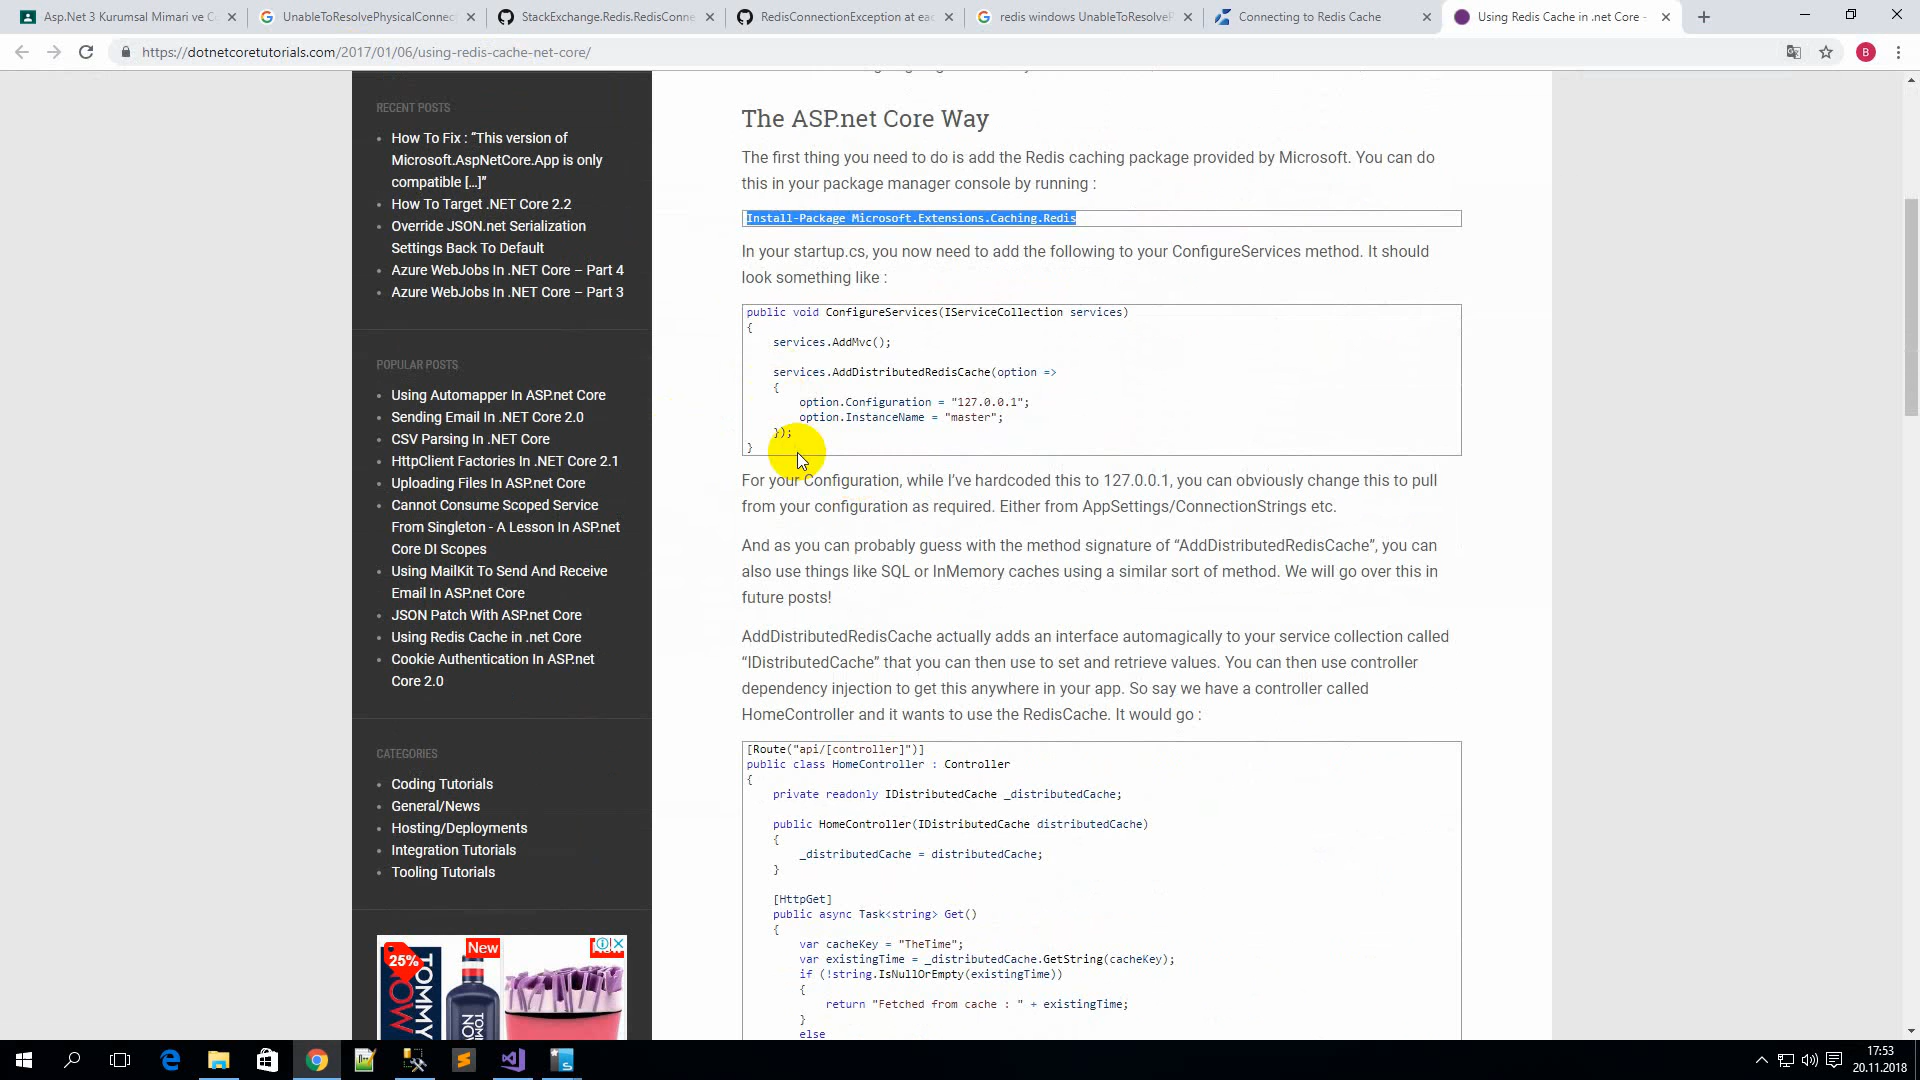 Asp.Net 3 Kurumsal Mimari ve C
UnableToResolvePhysicalConnec
StackExchange.Redis.RedisConne
RedisConnectionException at eac
redis windows UnableToResolveP
Connecting to Redis Cache
Using Redis Cache in .net Core -
https://dotnetcoretutorials.com/2017/01/06/using-redis-cache-net-core/
B
RECENT POSTS
How To Fix : “This version of
Microsoft.AspNetCore.App is only
compatible […]”
How To Target .NET Core 2.2
Override JSON.net Serialization
Settings Back To Default
Azure WebJobs In .NET Core – Part 4
Azure WebJobs In .NET Core – Part 3
POPULAR POSTS
Using Automapper In ASP.net Core
Sending Email In .NET Core 2.0
CSV Parsing In .NET Core
HttpClient Factories In .NET Core 2.1
Uploading Files In ASP.net Core
Cannot Consume Scoped Service
From Singleton - A Lesson In ASP.net
Core DI Scopes
Using MailKit To Send And Receive
Email In ASP.net Core
JSON Patch With ASP.net Core
Using Redis Cache in .net Core
Cookie Authentication In ASP.net
Core 2.0
CATEGORIES
Coding Tutorials
General/News
Hosting/Deployments
Integration Tutorials
Tooling Tutorials
New
25%
TOMMY
NOW
The ASP.net Core Way
The first thing you need to do is add the Redis caching package provided by Microsoft. You can do
this in your package manager console by running :
Install-Package Microsoft.Extensions.Caching.Redis
In your startup.cs, you now need to add the following to your ConfigureServices method. It should
look something like :
public void ConfigureServices(IServiceCollection services)
{
services.AddMvc();
services.AddDistributedRedisCache(option =>
{
option.Configuration = "127.0.0.1";
option.InstanceName = "master";
});
}
For your Configuration, while I’ve hardcoded this to 127.0.0.1, you can obviously change this to pull
from your configuration as required. Either from AppSettings/ConnectionStrings etc.
And as you can probably guess with the method signature of “AddDistributedRedisCache”, you can
also use things like SQL or InMemory caches using a similar sort of method. We will go over this in
future posts!
AddDistributedRedisCache actually adds an interface automagically to your service collection called
“IDistributedCache” that you can then use to set and retrieve values. You can then use controller
dependency injection to get this anywhere in your app. So say we have a controller called
HomeController and it wants to use the RedisCache. It would go :
[Route("api/[controller]")]
public class HomeController : Controller
{
private readonly IDistributedCache _distributedCache;
public HomeController(IDistributedCache distributedCache)
{
_distributedCache = distributedCache;
}
[HttpGet]
public async Task<string> Get()
{
var cacheKey = "TheTime";
var existingTime = _distributedCache.GetString(cacheKey);
if (!string.IsNullOrEmpty(existingTime))
{
return "Fetched from cache : " + existingTime;
}
else
17:53
20.11.2018